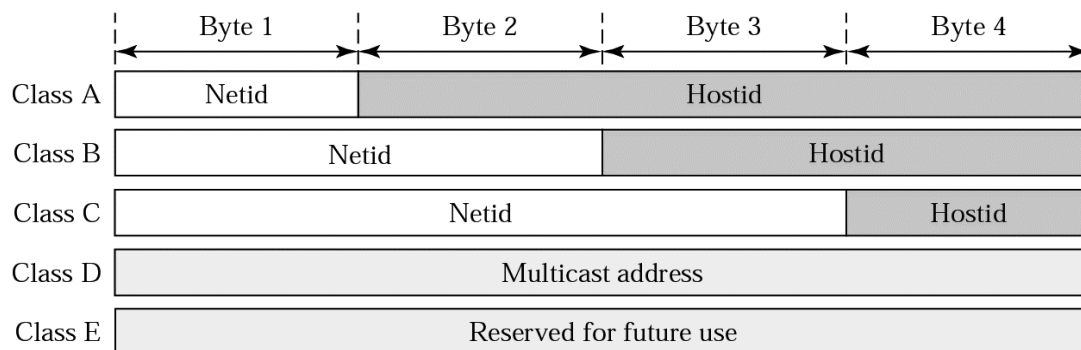 Byte 1 Byte 2 Byte 3 Byte 4
Class A Netid Hostid
Class B Netid Hostid
Class C Netid Hostid
Class D Multicast address
Class E Reserved for future use